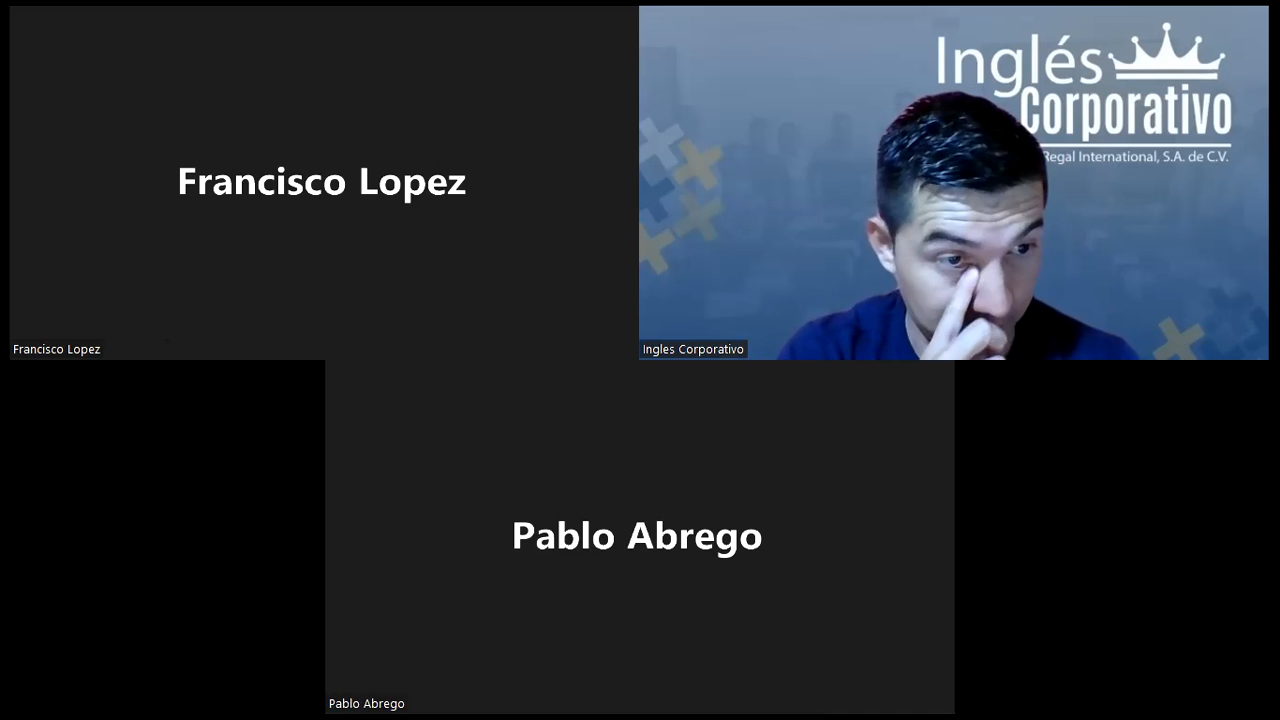 Francisco Lopez
Francisco Lopez
Inglés
Corporativo
Regal International, S.A. de C.V.
Ingles Corporativo
Pablo Abrego
Pablo Abrego